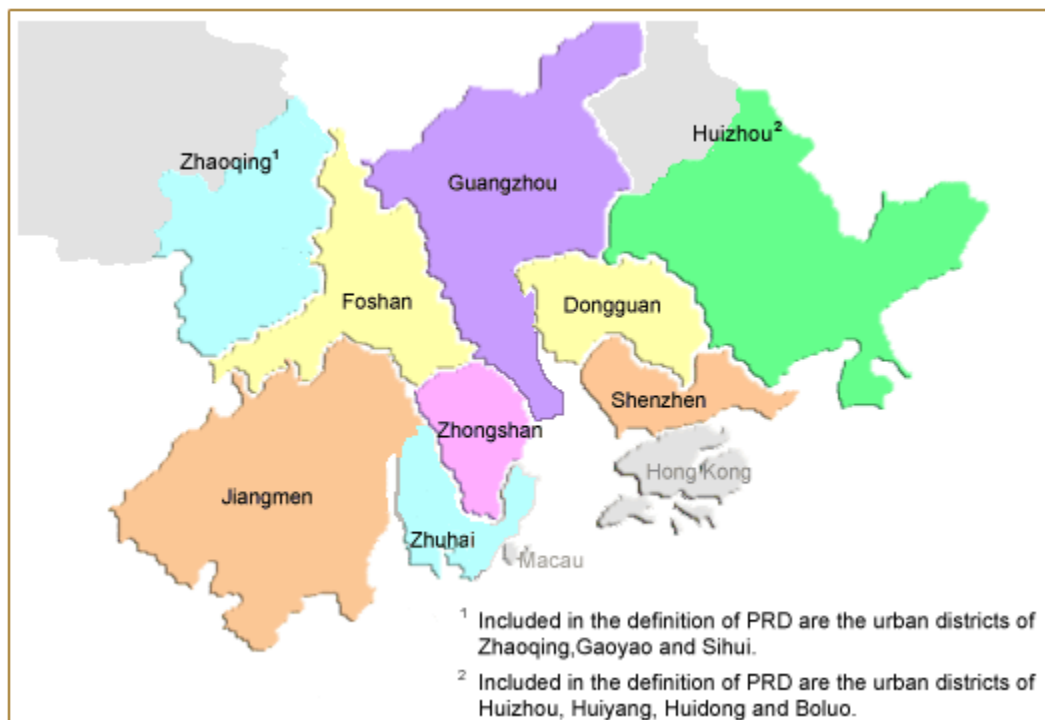 Huizhou²
Zhaoqing¹
Guangzhou
Foshan
Dongguan
Shenzhen
Zhongshan
Hong Kong
Jiangmen
Zhuhai
Macau
¹ Included in the definition of PRD are the urban districts of
Zhaoqing,Gaoyao and Sihui.
² Included in the definition of PRD are the urban districts of
Huizhou, Huiyang, Huidong and Boluo.